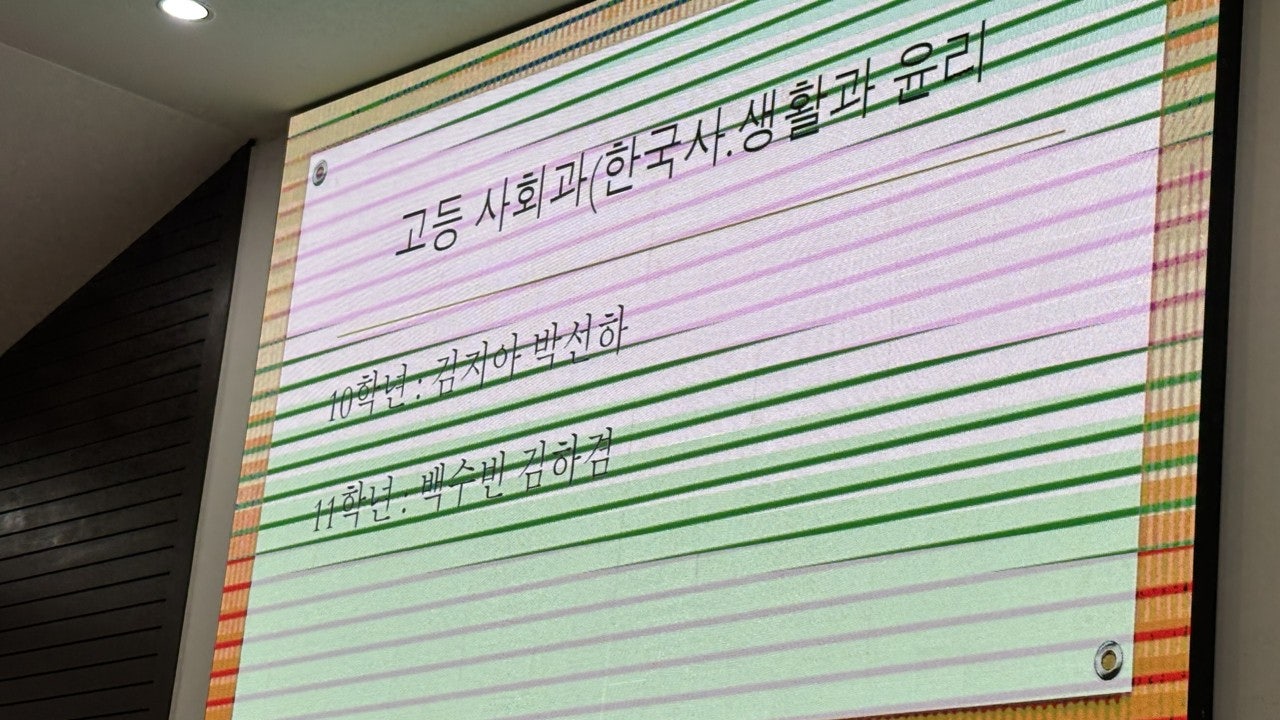 고등 사회과(한국사.생활과 윤리
10학년 : 김지아 박선하
11학년 : 백수빈 김하겸